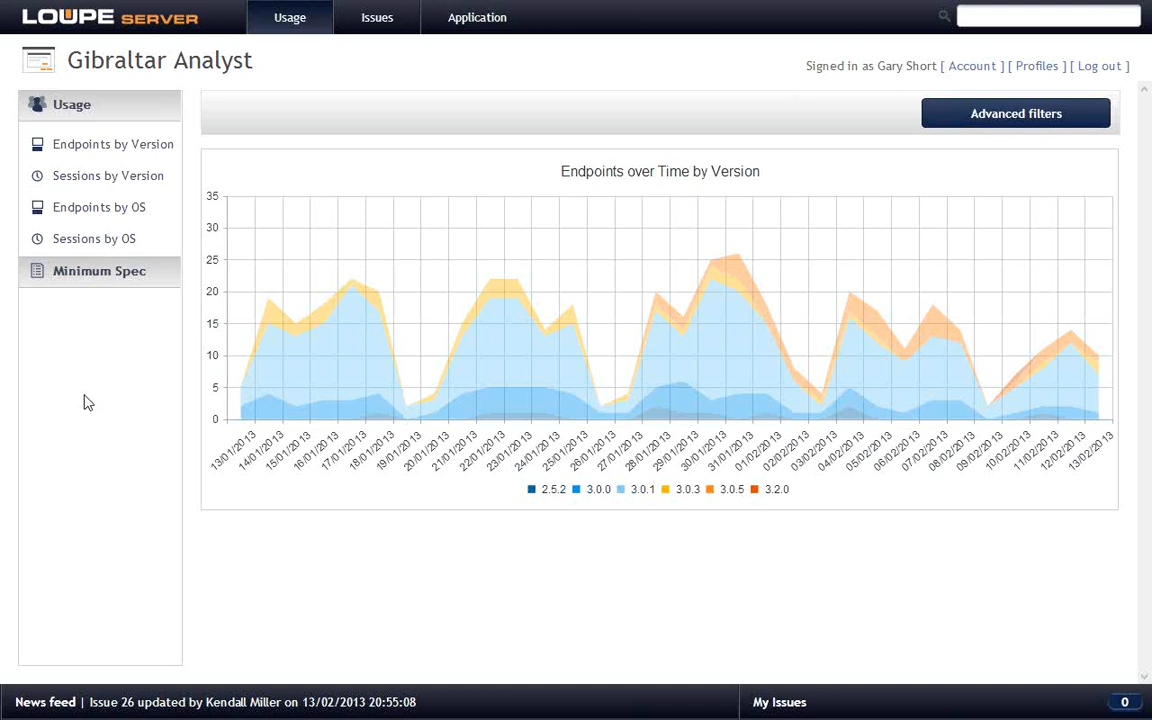 LOUPE SERVER
Usage
Issues
Application
Gibraltar Analyst
Signed in as Gary Short [ Account ] [ Profiles ] [ Log out ]
Usage
Endpoints by Version
Sessions by Version
Endpoints by OS
Sessions by OS
Minimum Spec
Advanced filters
Endpoints over Time by Version
35
30
25
20
15
10
5
0
13/01/2013
14/01/2013
15/01/2013
16/01/2013
17/01/2013
18/01/2013
19/01/2013
20/01/2013
21/01/2013
22/01/2013
23/01/2013
24/01/2013
25/01/2013
26/01/2013
27/01/2013
28/01/2013
29/01/2013
30/01/2013
31/01/2013
01/02/2013
02/02/2013
03/02/2013
04/02/2013
05/02/2013
06/02/2013
07/02/2013
08/02/2013
09/02/2013
10/02/2013
11/02/2013
12/02/2013
13/02/2013
2.5.2 3.0.0 3.0.1 3.0.3 3.0.5 3.2.0
News feed | Issue 26 updated by Kendall Miller on 13/02/2013 20:55:08
My Issues
0